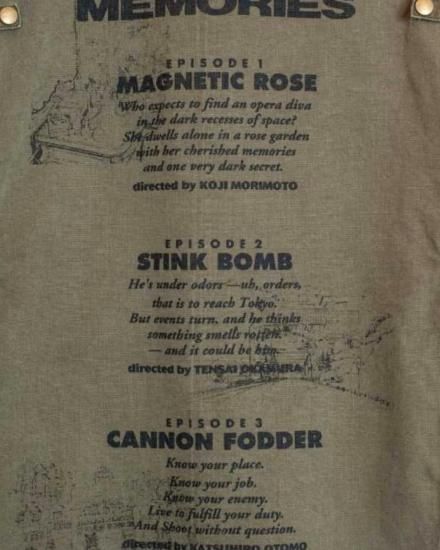 MEMORIES
EPISODE 1
MAGNETIC ROSE
Who expects to find an opera diva
in the dark recesses of space?
She dwells alone in a rose garden
with her cherished memories
and one very dark secret.
directed by KOJI MORIMOTO
EPISODE 2
STINK BOMB
He's under odors —uh, orders,
that is to reach Tokyo.
But events turn, and he thinks
something smells rotten.
— and it could be him.
directed by TENSAI OKAMURA
EPISODE 3
CANNON FODDER
Know your place.
Know your job.
Know your enemy.
Live to fulfill your duty.
And Shoot without question.
directed by KATSUHIRO OTOMO